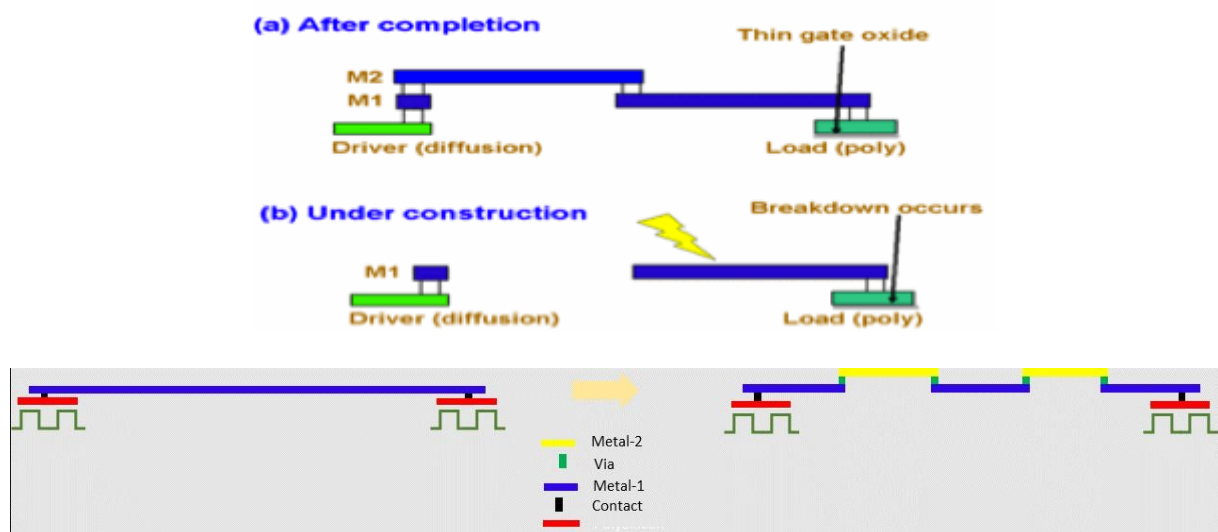 (a) After completion
Thin gate oxide
M2
M1
Driver (diffusion)
Load (poly)
(b) Under construction
Breakdown occurs
M1
Driver (diffusion)
Load (poly)
Metal-2
Via
Metal-1
Contact